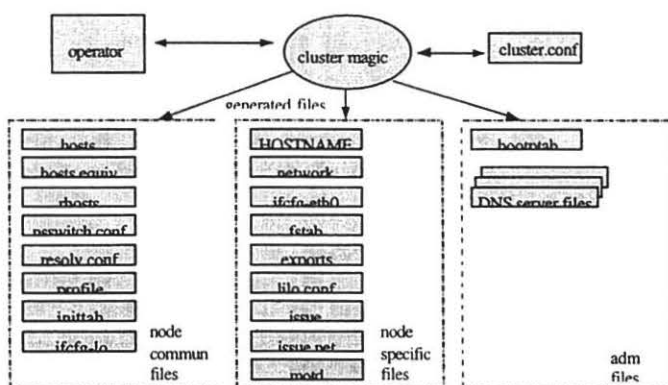 operator
cluster magic
cluster.conf
generated files
hosts
hosts.equiv
rhosts
nsswitch.conf
resolv.conf
profile
inittab
ifcfg-lo
node
commun
files
HOSTNAME
network
ifcfg-eth0
fstab
exports
lilo.conf
issue
issue.net
motd
node
specific
files
bootptab
DNS server files
adm
files